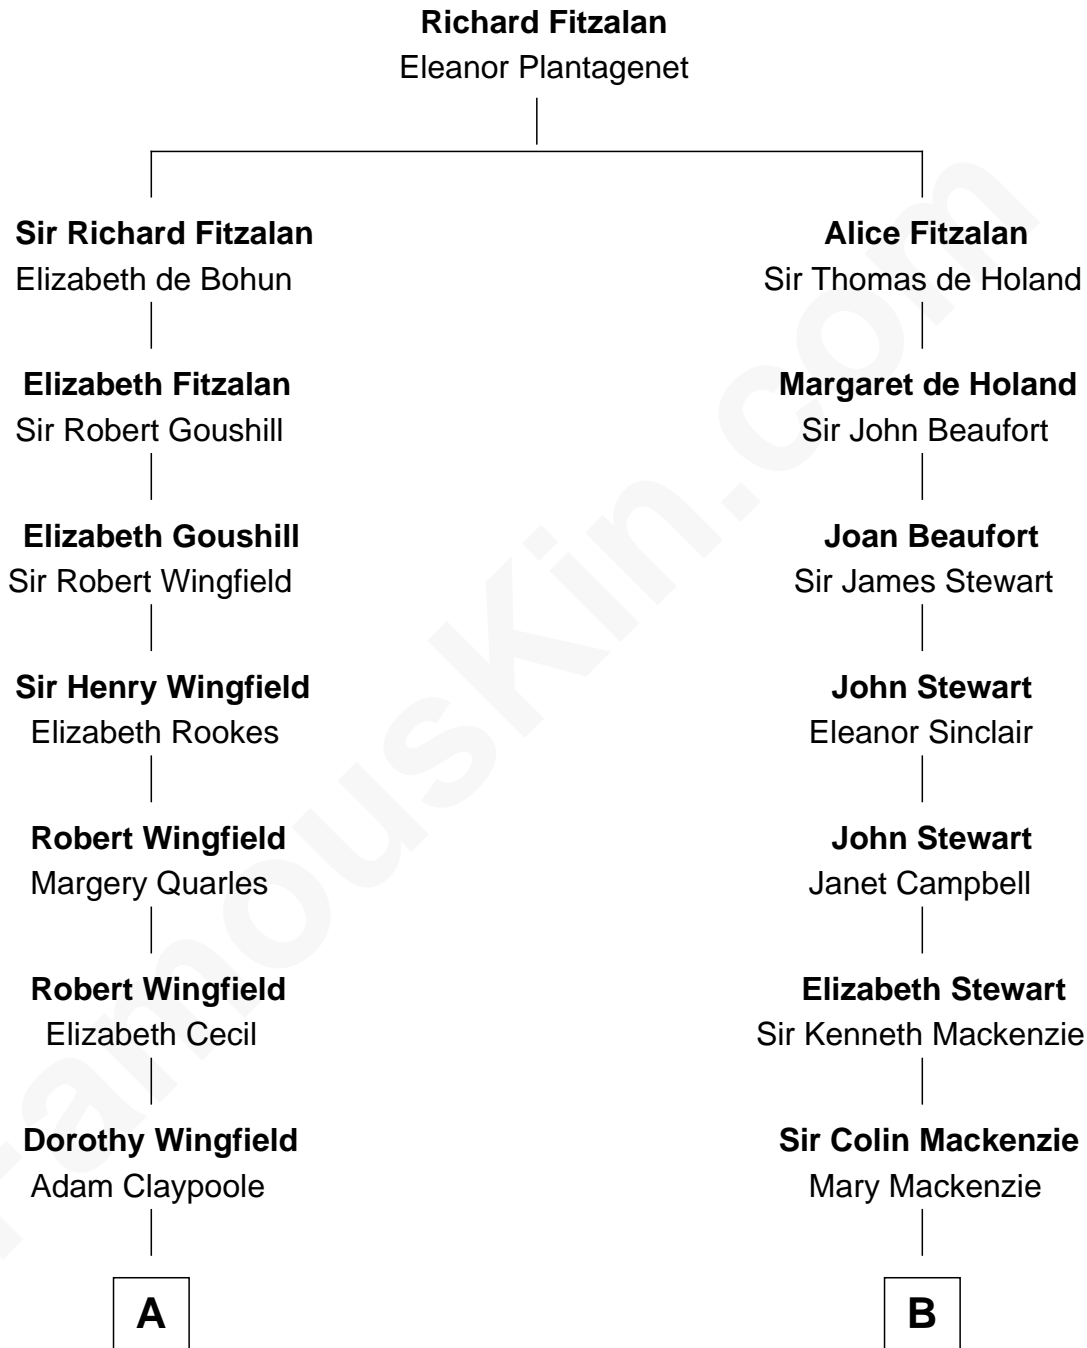 Richard Fitzalan
Eleanor Plantagenet
Sir Richard Fitzalan
Elizabeth de Bohun
Alice Fitzalan
Sir Thomas de Holand
Elizabeth Fitzalan
Sir Robert Goushill
Margaret de Holand
Sir John Beaufort
Elizabeth Goushill
Sir Robert Wingfield
Joan Beaufort
Sir James Stewart
Sir Henry Wingfield
Elizabeth Rookes
John Stewart
Eleanor Sinclair
Robert Wingfield
Margery Quarles
John Stewart
Janet Campbell
Robert Wingfield
Elizabeth Cecil
Elizabeth Stewart
Sir Kenneth Mackenzie
Dorothy Wingfield
Adam Claypoole
Sir Colin Mackenzie
Mary Mackenzie
A
B
FamousKin.com